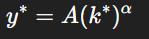 y* = A(k*)^α